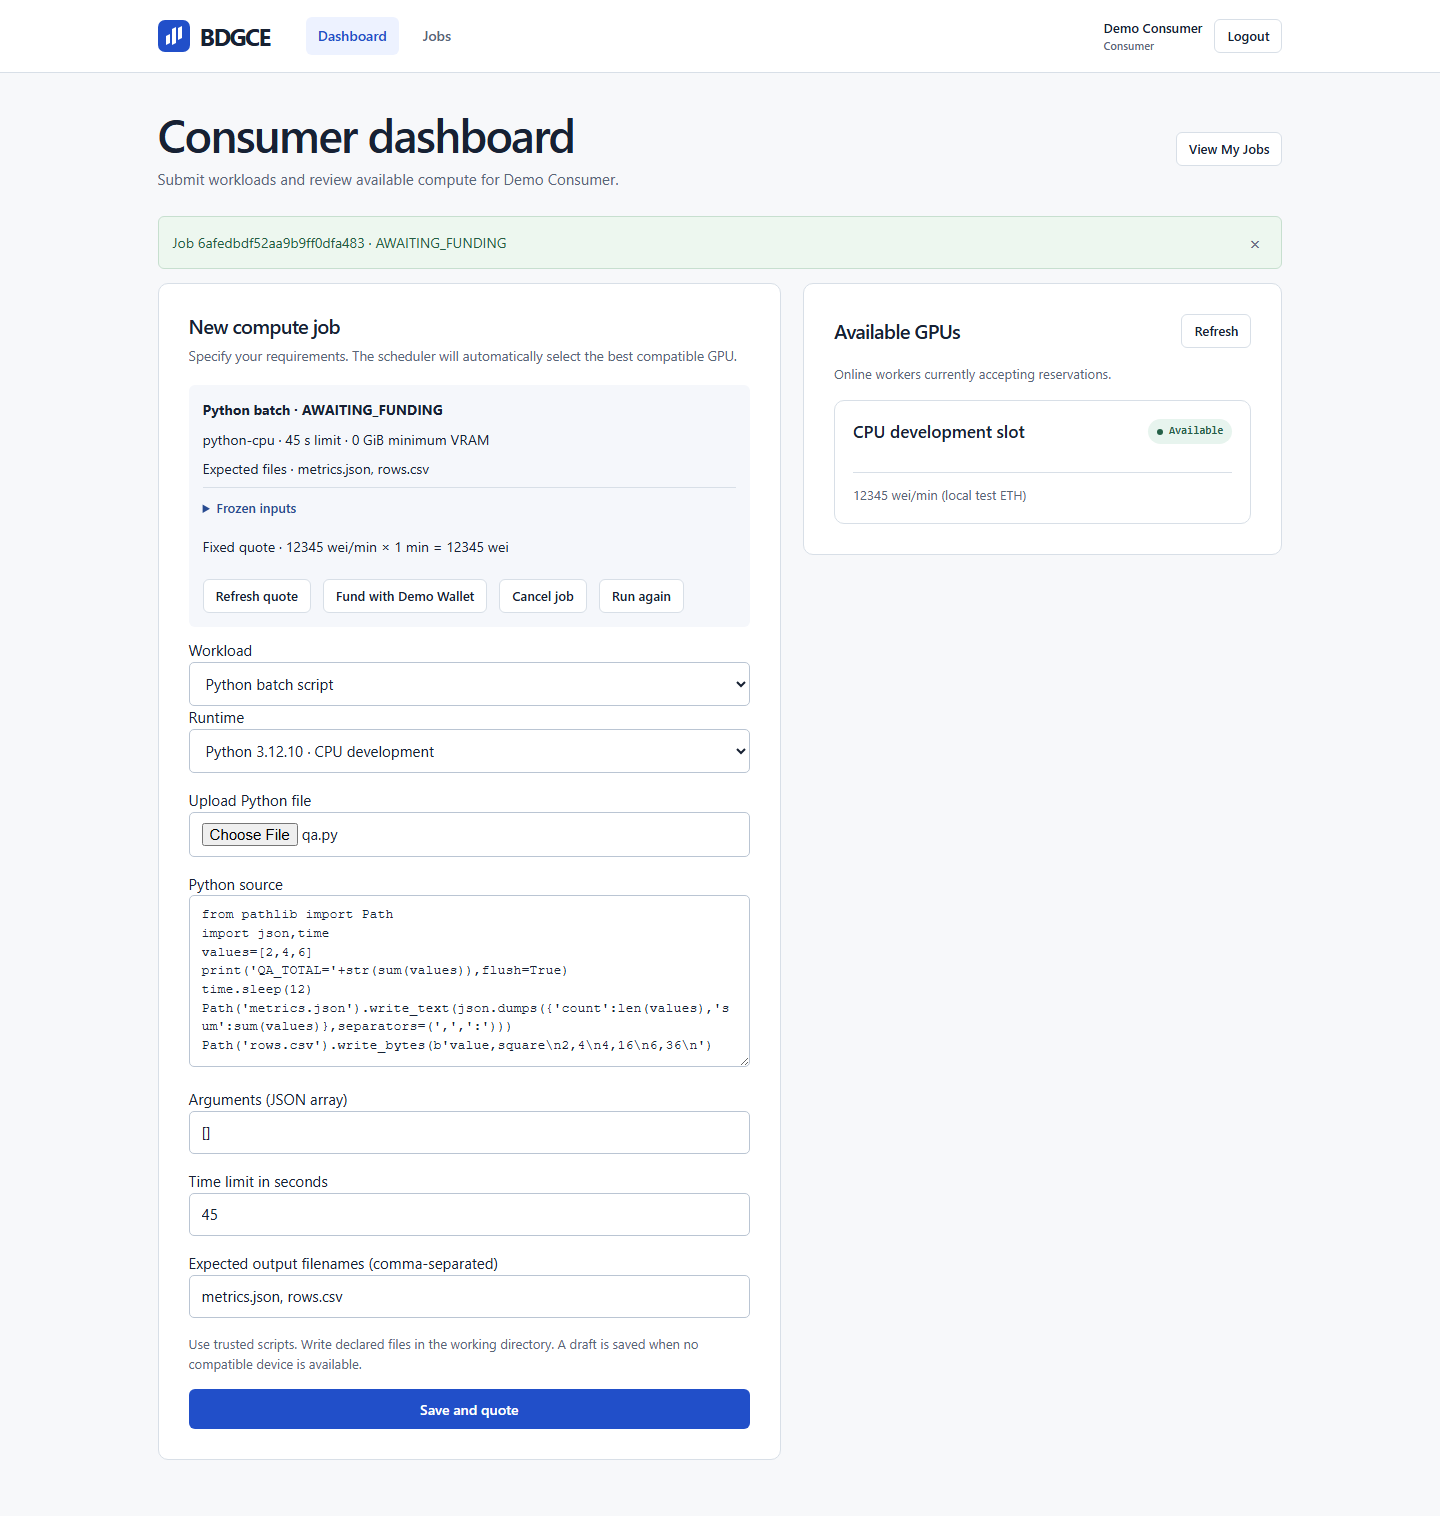 BDGCE
Dashboard
Jobs
Demo Consumer
Consumer
Logout
Consumer dashboard
Submit workloads and review available compute for Demo Consumer.
View My Jobs
Job 6afedbdf52aa9b9ff0dfa483 · AWAITING_FUNDING
×
New compute job
Specify your requirements. The scheduler will automatically select the best compatible GPU.
Python batch · AWAITING_FUNDING
python-cpu · 45 s limit · 0 GiB minimum VRAM
Expected files · metrics.json, rows.csv
Frozen inputs
Fixed quote · 12345 wei/min × 1 min = 12345 wei
Refresh quote
Fund with Demo Wallet
Cancel job
Run again
Workload
Python batch script
Runtime
Python 3.12.10 · CPU development
Upload Python file
Choose File qa.py
Python source
from pathlib import Path
import json,time
values=[2,4,6]
print('QA_TOTAL='+str(sum(values)),flush=True)
time.sleep(12)
Path('metrics.json').write_text(json.dumps({'count':len(values),'s
um':sum(values)},separators=(',',':')))
Path('rows.csv').write_bytes(b'value,square\n2,4\n4,16\n6,36\n')
Arguments (JSON array)
[]
Time limit in seconds
45
Expected output filenames (comma-separated)
metrics.json, rows.csv
Use trusted scripts. Write declared files in the working directory. A draft is saved when no
compatible device is available.
Save and quote
Available GPUs
Refresh
Online workers currently accepting reservations.
CPU development slot
Available
12345 wei/min (local test ETH)